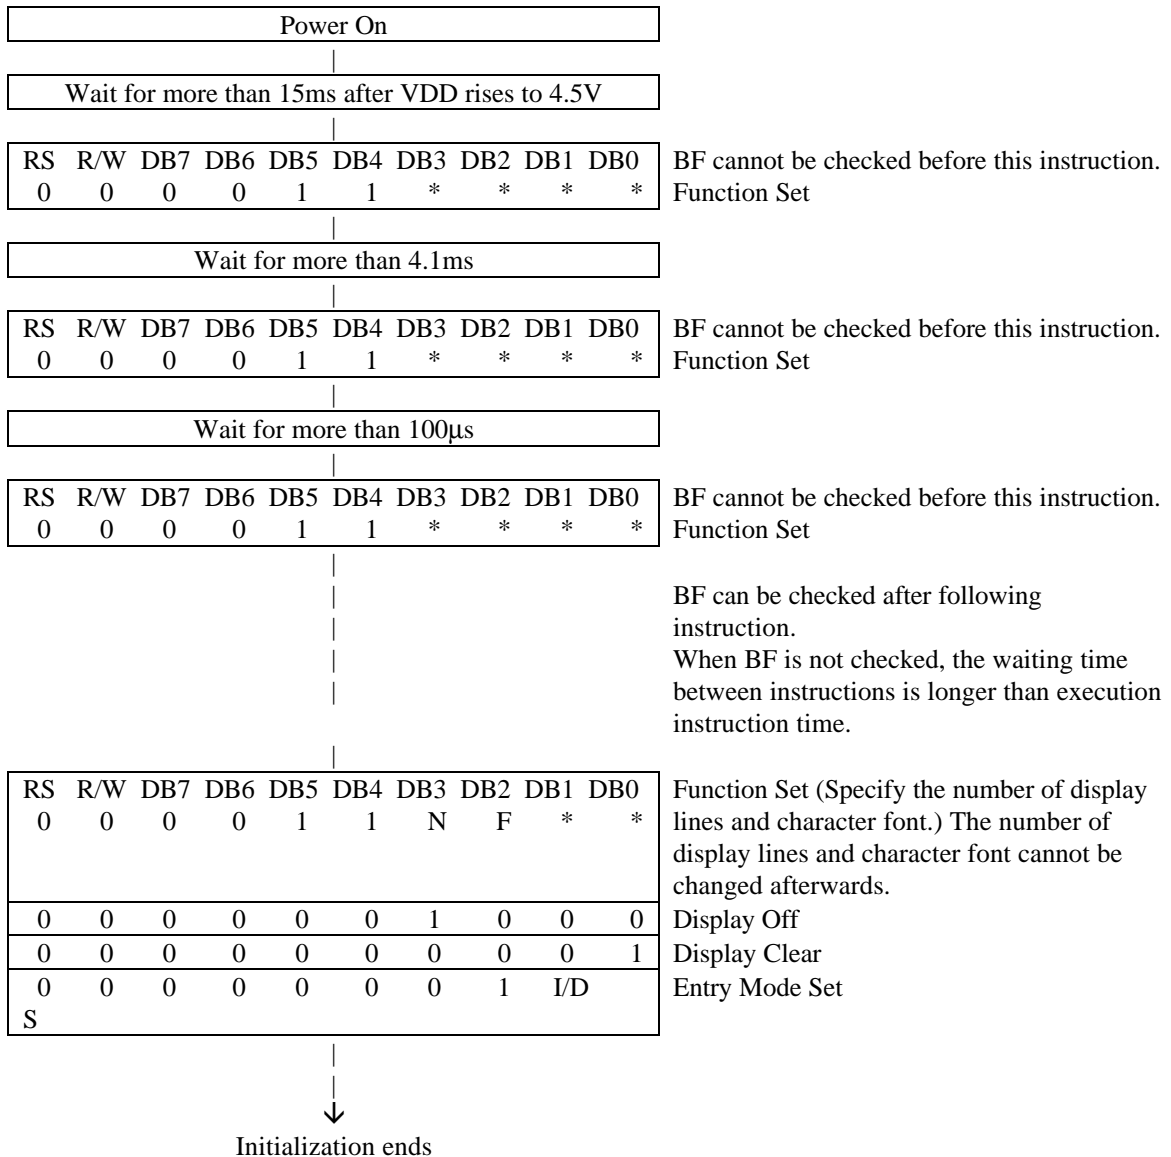 Power On
Wait for more than 15ms after VDD rises to 4.5V
RS R/W DB7 DB6 DB5 DB4 DB3 DB2 DB1 DB0 BF cannot be checked before this instruction.
0 0 0 0 1 1 * * * * Function Set
Wait for more than 4.1ms
RS R/W DB7 DB6 DB5 DB4 DB3 DB2 DB1 DB0 BF cannot be checked before this instruction.
0 0 0 0 1 1 * * * * Function Set
Wait for more than 100μs
RS R/W DB7 DB6 DB5 DB4 DB3 DB2 DB1 DB0 BF cannot be checked before this instruction.
0 0 0 0 1 1 * * * * Function Set
BF can be checked after following
instruction.
When BF is not checked, the waiting time
between instructions is longer than execution
instruction time.
RS R/W DB7 DB6 DB5 DB4 DB3 DB2 DB1 DB0 Function Set (Specify the number of display
0 0 0 0 1 1 N F * * lines and character font.) The number of
display lines and character font cannot be
changed afterwards.
0 0 0 0 0 0 1 0 0 0 Display Off
0 0 0 0 0 0 0 0 0 1 Display Clear
0 0 0 0 0 0 0 1 I/D Entry Mode Set
S
Initialization ends